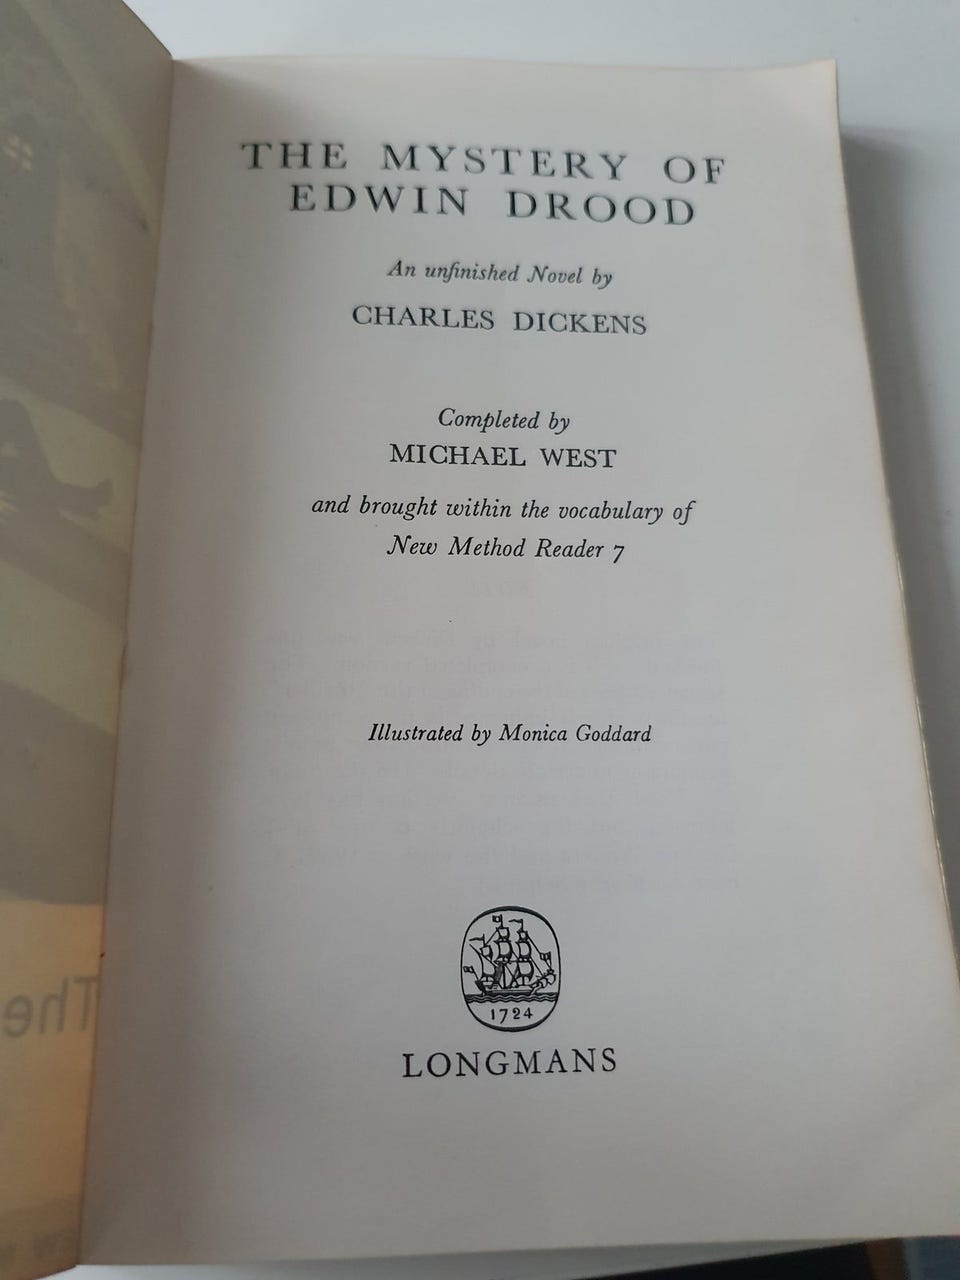 THE MYSTERY OF
EDWIN DROOD
An unfinished Novel by
CHARLES DICKENS
Completed by
MICHAEL WEST
and brought within the vocabulary of
New Method Reader 7
Illustrated by Monica Goddard
1724
LONGMANS
The